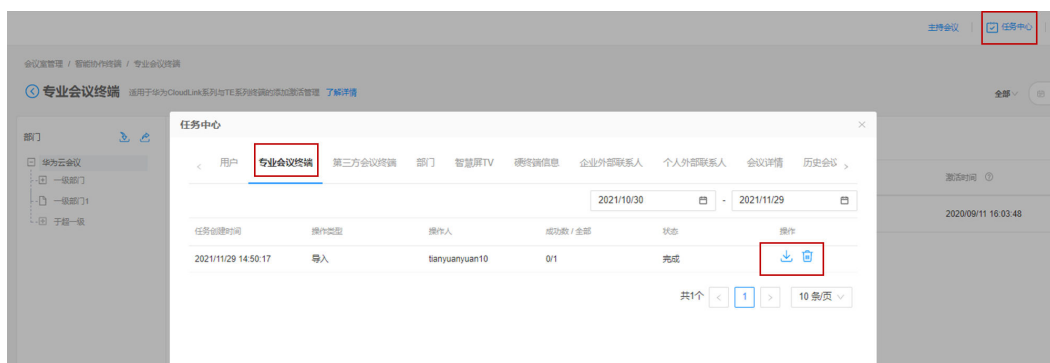 主持会议 任务中心
会议室管理 / 智能协作终端 / 专业会议终端
专业会议终端 适用于华为CloudLink系列与TE系列终端的添加激活管理 了解详情 全部
部门
华为云会议
一级部门
一级部门1
于超一级
任务中心
用户 专业会议终端 第三方会议终端 部门 智慧屏TV 硬终端信息 企业外部联系人 个人外部联系人 会议详情 历史会议
2021/10/30 - 2021/11/29
任务创建时间 操作类型 操作人 成功数 / 全部 状态 操作
2021/11/29 14:50:17 导入 tianyuanyuan10 0/1 完成
共1个 < 1 > 10 条/页
激活时间
2020/09/11 16:03:48